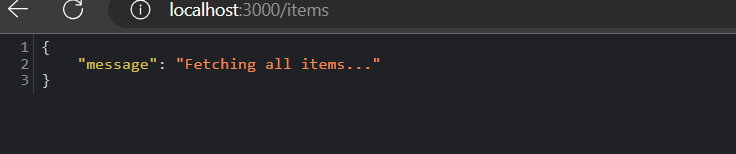 localhost:3000/items
1 {
2     "message": "Fetching all items..."
3 }